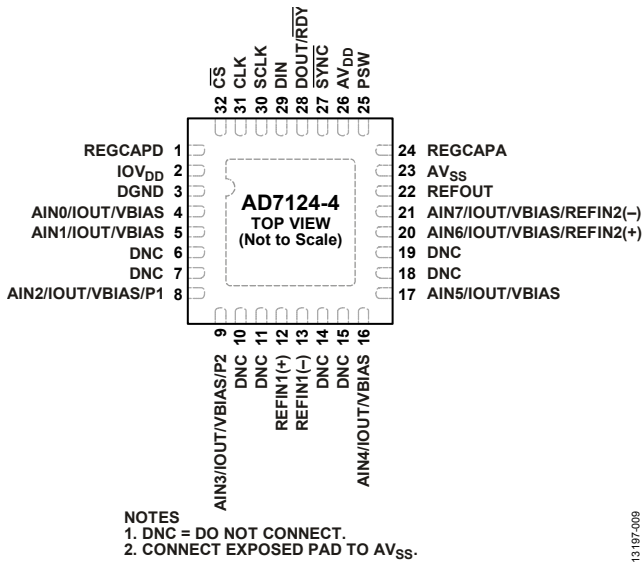 32 CS
31 CLK
30 SCLK
29 DIN
28 DOUT/RDY
27 SYNC
26 AVDD
25 PSW
REGCAPD 1
IOVDD 2
DGND 3
AIN0/IOUT/VBIAS 4
AIN1/IOUT/VBIAS 5
DNC 6
DNC 7
AIN2/IOUT/VBIAS/P1 8
AD7124-4
TOP VIEW
(Not to Scale)
24 REGCAPA
23 AVSS
22 REFOUT
21 AIN7/IOUT/VBIAS/REFIN2(–)
20 AIN6/IOUT/VBIAS/REFIN2(+)
19 DNC
18 DNC
17 AIN5/IOUT/VBIAS
AIN3/IOUT/VBIAS/P2 9
DNC 10
DNC 11
REFIN1(+) 12
REFIN1(–) 13
DNC 14
DNC 15
AIN4/IOUT/VBIAS 16
NOTES
1. DNC = DO NOT CONNECT.
2. CONNECT EXPOSED PAD TO AVSS.
13197-009